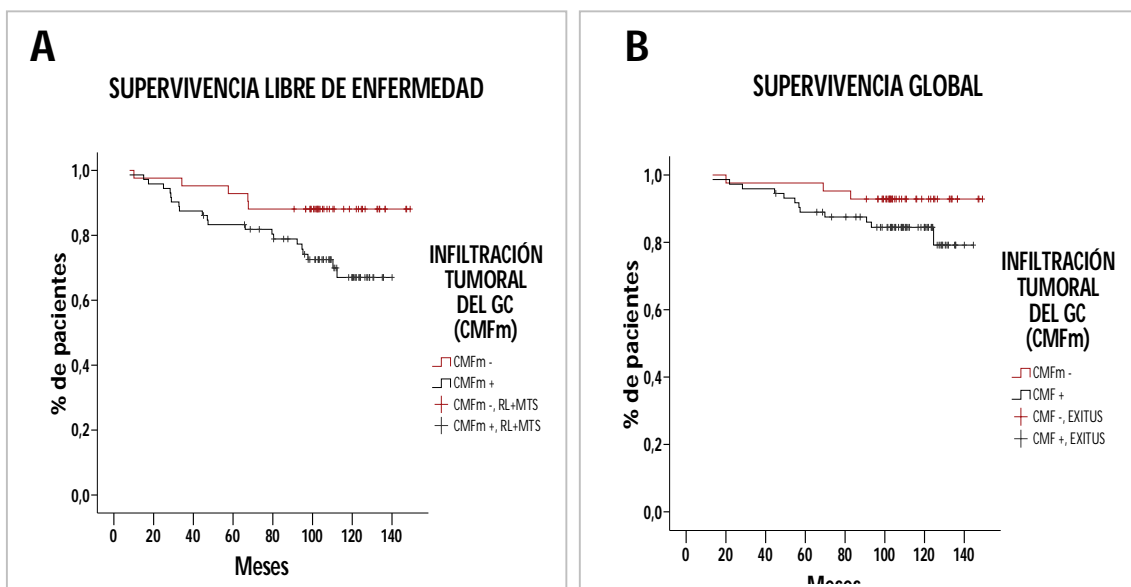 A
SUPERVIVENCIA LIBRE DE ENFERMEDAD
% de pacientes
1,0
0,8
0,6
0,4
0,2
0,0
0 20 40 60 80 100 120 140
Meses
INFILTRACIÓN
TUMORAL
DEL GC
(CMFm)
CMFm -
CMFm +
CMFm -, RL+MTS
CMFm +, RL+MTS
B
SUPERVIVENCIA GLOBAL
% de pacientes
1,0
0,8
0,6
0,4
0,2
0,0
0 20 40 60 80 100 120 140
Meses
INFILTRACIÓN
TUMORAL
DEL GC
(CMFm)
CMFm -
CMF +
CMF -, EXITUS
CMF +, EXITUS